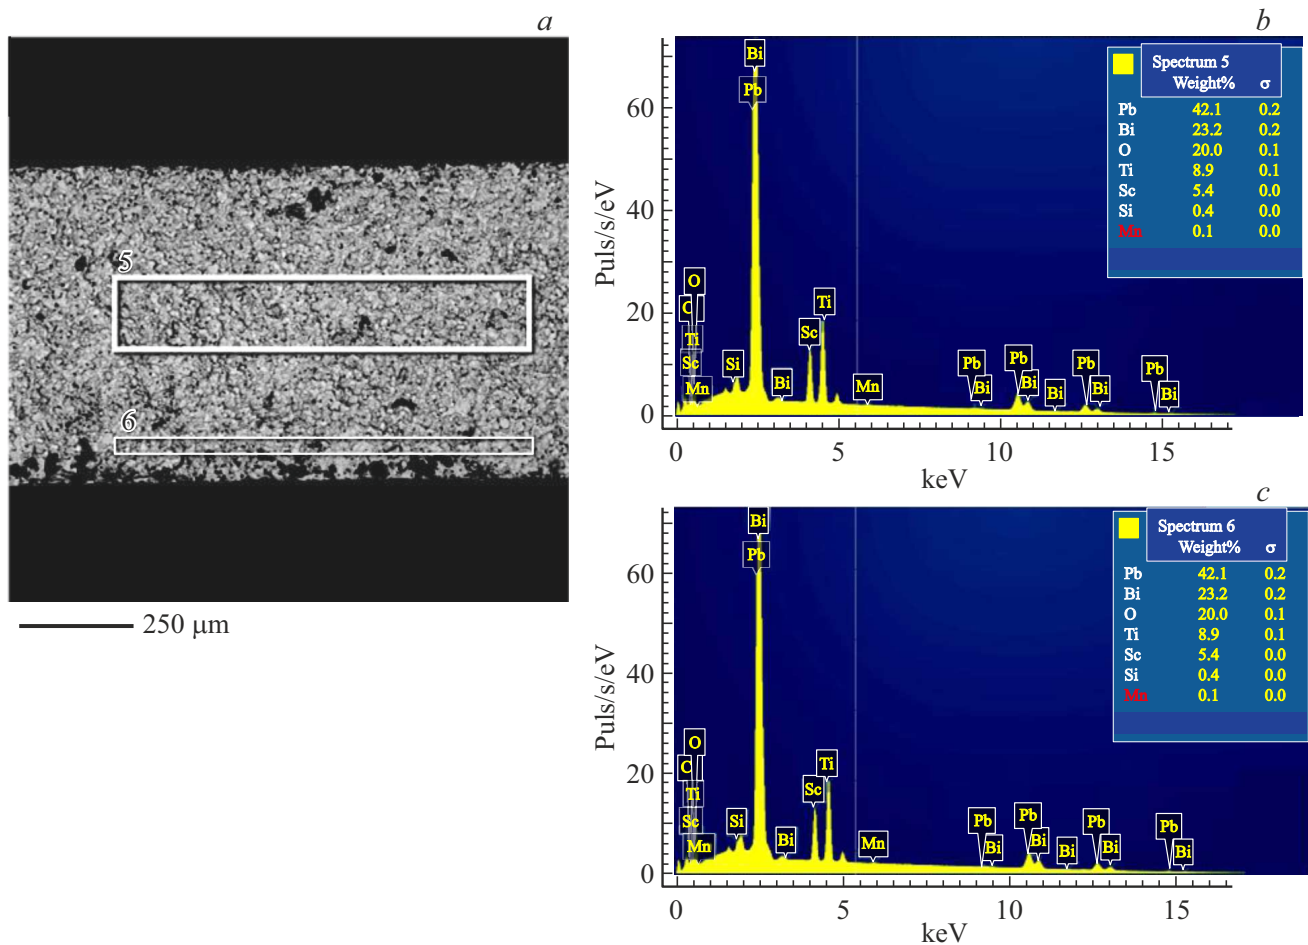 a
5
6
250 μm
b
Puls/s/eV
60
40
20
0
Bi
Pb
O
C
Ti
Sc
Mn
Si
Bi
Sc
Ti
Mn
Pb
Bi
Pb
Bi
Bi
Pb
Bi
Pb
Bi
0 5 10 15
keV
Spectrum 5
Weight% σ
Pb 42.1 0.2
Bi 23.2 0.2
O 20.0 0.1
Ti 8.9 0.1
Sc 5.4 0.0
Si 0.4 0.0
Mn 0.1 0.0
c
Puls/s/eV
60
40
20
0
Bi
Pb
O
C
Ti
Sc
Mn
Si
Bi
Sc
Ti
Mn
Pb
Bi
Pb
Bi
Bi
Pb
Bi
Pb
Bi
0 5 10 15
keV
Spectrum 6
Weight% σ
Pb 42.1 0.2
Bi 23.2 0.2
O 20.0 0.1
Ti 8.9 0.1
Sc 5.4 0.0
Si 0.4 0.0
Mn 0.1 0.0